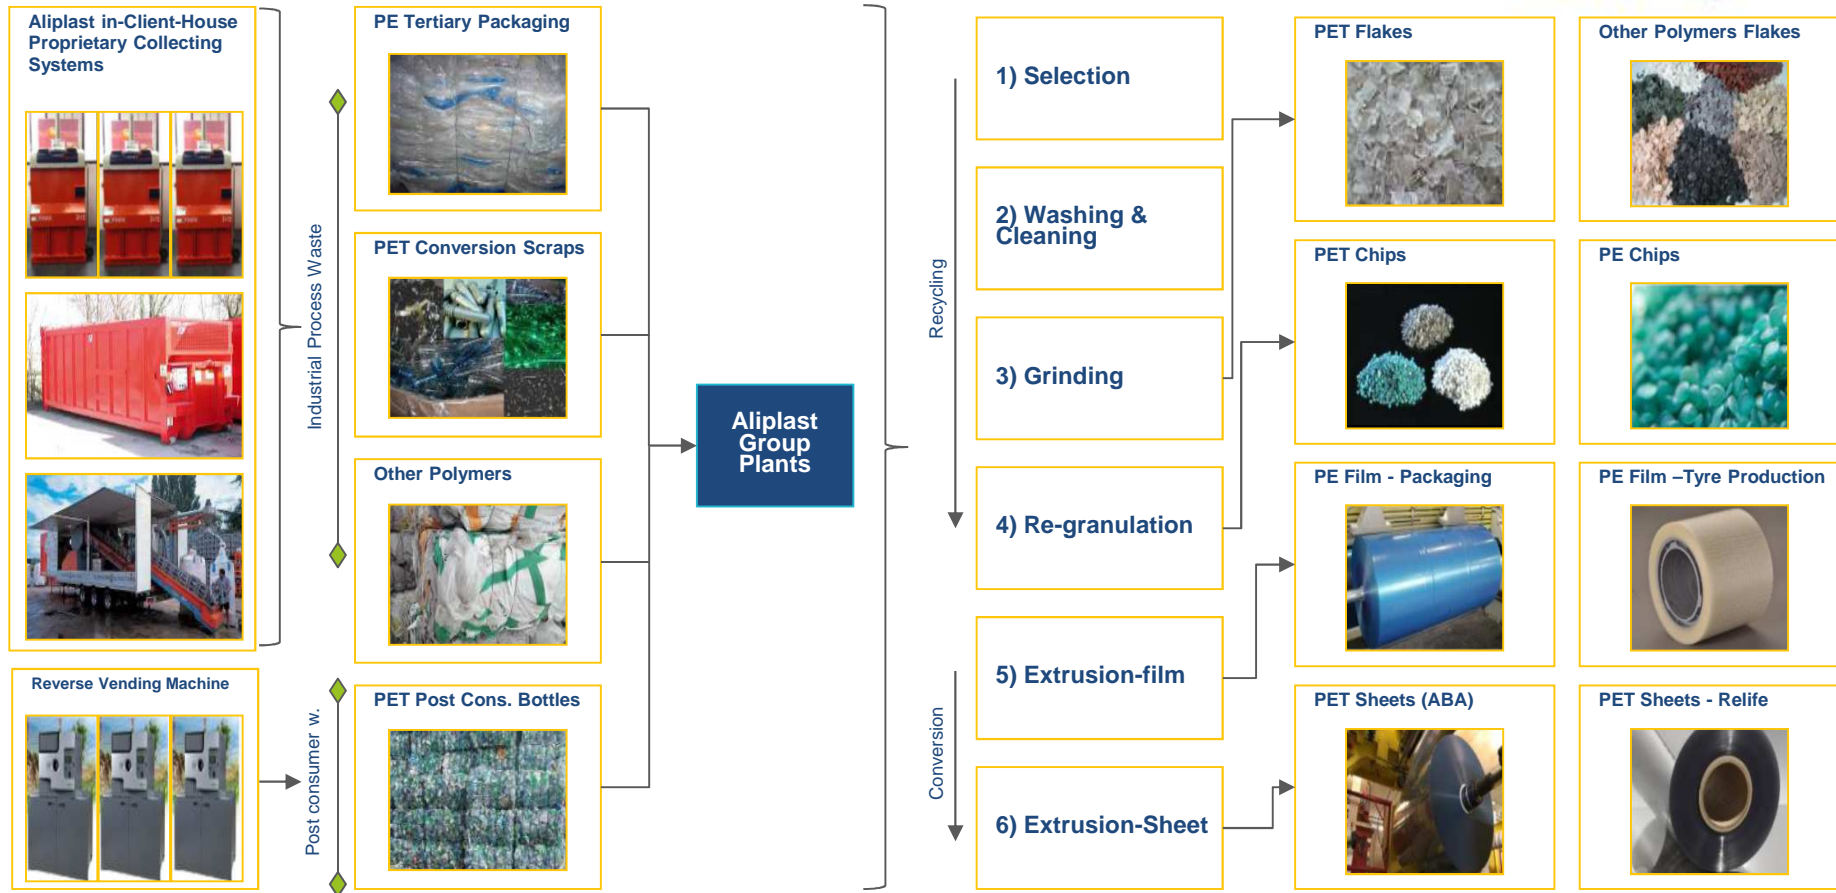 Aliplast in-Client-House
Proprietary Collecting
Systems
Reverse Vending Machine
Industrial Process Waste
Post consumer w.
PE Tertiary Packaging
PET Conversion Scraps
Other Polymers
PET Post Cons. Bottles
Aliplast
Group
Plants
Recycling
Conversion
1) Selection
2) Washing &
Cleaning
3) Grinding
4) Re-granulation
5) Extrusion-film
6) Extrusion-Sheet
PET Flakes
Other Polymers Flakes
PET Chips
PE Chips
PE Film - Packaging
PE Film –Tyre Production
PET Sheets (ABA)
PET Sheets - Relife